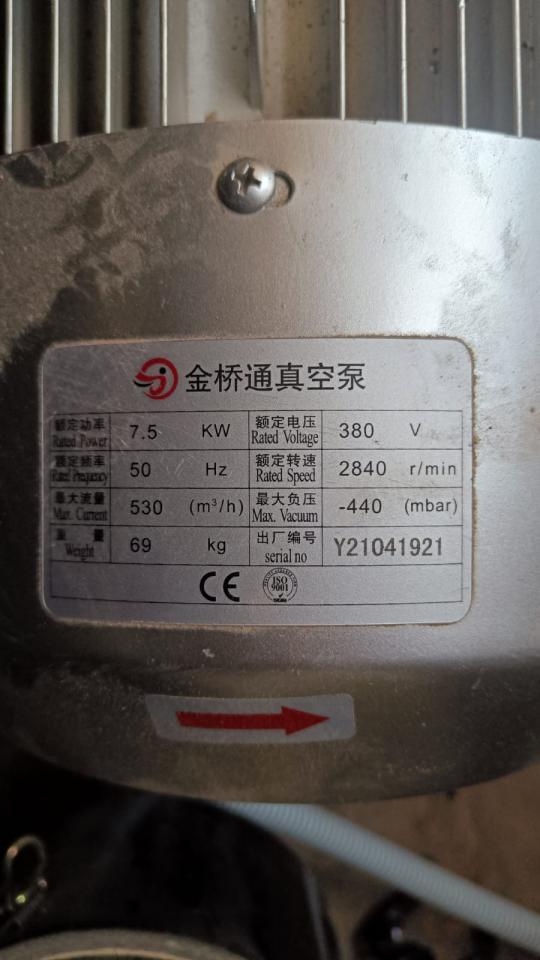 金桥通真空泵
额定功率 7.5 KW 额定电压 380 V
Rated Power Rated Voltage
额定频率 50 Hz 额定转速 2840 r/min
Rated Frequency Rated Speed
最大流量 530 (m³/h) 最大负压 -440 (mbar)
Max. Current Max. Vacuum
重量 69 kg 出厂编号 Y21041921
Weight serial no
CE ISO
9001